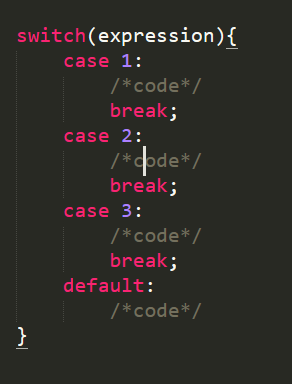 switch(expression){
    case 1:
        /*code*/
        break;
    case 2:
        /*code*/
        break;
    case 3:
        /*code*/
        break;
    default:
        /*code*/
}